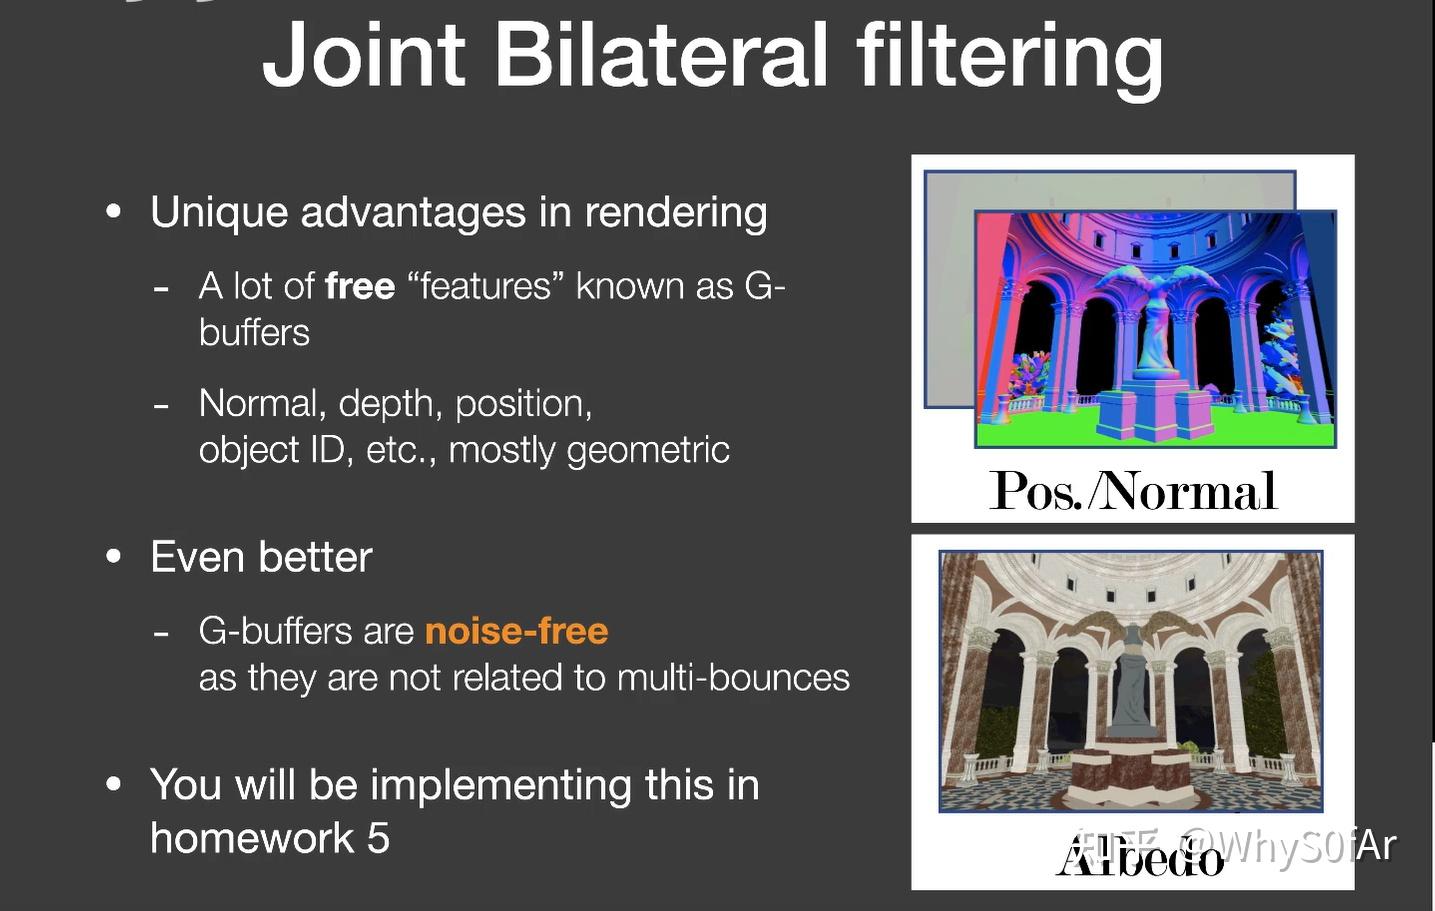 Joint Bilateral filtering
• Unique advantages in rendering
- A lot of free “features” known as G-
buffers
- Normal, depth, position,
object ID, etc., mostly geometric
• Even better
- G-buffers are noise-free
as they are not related to multi-bounces
• You will be implementing this in
homework 5
Pos./Normal
Albedo
知乎 @WhyS0fAr